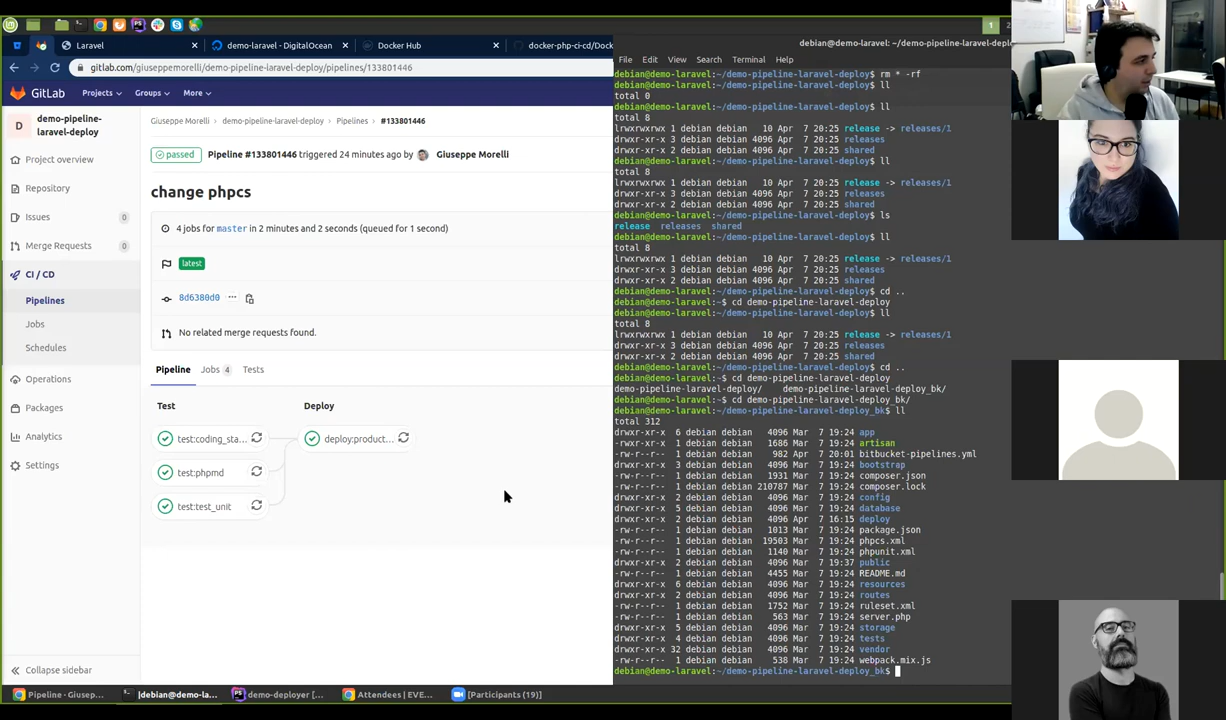 Laravel
demo-laravel - DigitalOcean
Docker Hub
docker-php-ci-cd/Dock
gitlab.com/giuseppemorelli/demo-pipeline-laravel-deploy/pipelines/133801446
GitLab
Projects
Groups
More
D
demo-pipeline-
laravel-deploy
Project overview
Repository
Issues
0
Merge Requests
0
CI / CD
Pipelines
Jobs
Schedules
Operations
Packages
Analytics
Settings
Collapse sidebar
Giuseppe Morelli › demo-pipeline-laravel-deploy › Pipelines › #133801446
passed
Pipeline #133801446 triggered 24 minutes ago by
Giuseppe Morelli
change phpcs
4 jobs for master in 2 minutes and 2 seconds (queued for 1 second)
latest
8d6380d0
No related merge requests found.
Pipeline
Jobs 4
Tests
Test
Deploy
test:coding_sta...
deploy:product...
test:phpmd
test:test_unit
1
debian@demo-laravel: ~/demo-pipeline-laravel-deplo
File
Edit
View
Search
Terminal
Help
debian@demo-laravel:~/demo-pipeline-laravel-deploy$ rm * -rf
debian@demo-laravel:~/demo-pipeline-laravel-deploy$ ll
total 0
debian@demo-laravel:~/demo-pipeline-laravel-deploy$ ll
total 8
lrwxrwxrwx 1 debian debian   10 Apr  7 20:25 release -> releases/1
drwxr-xr-x 3 debian debian 4096 Apr  7 20:25 releases
drwxr-xr-x 2 debian debian 4096 Apr  7 20:25 shared
debian@demo-laravel:~/demo-pipeline-laravel-deploy$ ll
total 8
lrwxrwxrwx 1 debian debian   10 Apr  7 20:25 release -> releases/1
drwxr-xr-x 3 debian debian 4096 Apr  7 20:25 releases
drwxr-xr-x 2 debian debian 4096 Apr  7 20:25 shared
debian@demo-laravel:~/demo-pipeline-laravel-deploy$ ls
release  releases  shared
debian@demo-laravel:~/demo-pipeline-laravel-deploy$ ll
total 8
lrwxrwxrwx 1 debian debian   10 Apr  7 20:25 release -> releases/1
drwxr-xr-x 3 debian debian 4096 Apr  7 20:25 releases
drwxr-xr-x 2 debian debian 4096 Apr  7 20:25 shared
debian@demo-laravel:~/demo-pipeline-laravel-deploy$ cd ..
debian@demo-laravel:~$ cd demo-pipeline-laravel-deploy
debian@demo-laravel:~/demo-pipeline-laravel-deploy$ ll
total 8
lrwxrwxrwx 1 debian debian   10 Apr  7 20:25 release -> releases/1
drwxr-xr-x 3 debian debian 4096 Apr  7 20:25 releases
drwxr-xr-x 2 debian debian 4096 Apr  7 20:25 shared
debian@demo-laravel:~/demo-pipeline-laravel-deploy$ cd ..
debian@demo-laravel:~$ cd demo-pipeline-laravel-deploy
demo-pipeline-laravel-deploy/    demo-pipeline-laravel-deploy_bk/
debian@demo-laravel:~$ cd demo-pipeline-laravel-deploy_bk/
debian@demo-laravel:~/demo-pipeline-laravel-deploy_bk$ ll
total 312
drwxr-xr-x  6 debian debian   4096 Mar  7 19:24 app
-rwxr-xr-x  1 debian debian   1686 Mar  7 19:24 artisan
-rw-r--r--  1 debian debian    982 Apr  7 20:01 bitbucket-pipelines.yml
drwxr-xr-x  3 debian debian   4096 Mar  7 19:24 bootstrap
-rw-r--r--  1 debian debian   1931 Mar  7 19:24 composer.json
-rw-r--r--  1 debian debian 210787 Mar  7 19:24 composer.lock
drwxr-xr-x  2 debian debian   4096 Mar  7 19:24 config
drwxr-xr-x  5 debian debian   4096 Mar  7 19:24 database
drwxr-xr-x  2 debian debian   4096 Apr  7 16:15 deploy
-rw-r--r--  1 debian debian   1013 Mar  7 19:24 package.json
-rw-r--r--  1 debian debian  19503 Mar  7 19:24 phpcs.xml
-rw-r--r--  1 debian debian   1140 Mar  7 19:24 phpunit.xml
drwxr-xr-x  2 debian debian   4096 Mar  7 19:37 public
-rw-r--r--  1 debian debian   4455 Mar  7 19:24 README.md
drwxr-xr-x  6 debian debian   4096 Mar  7 19:24 resources
drwxr-xr-x  2 debian debian   4096 Mar  7 19:24 routes
-rw-r--r--  1 debian debian   1752 Mar  7 19:24 ruleset.xml
-rw-r--r--  1 debian debian    563 Mar  7 19:24 server.php
drwxr-xr-x  5 debian debian   4096 Mar  7 19:24 storage
drwxr-xr-x  4 debian debian   4096 Mar  7 19:24 tests
drwxr-xr-x 32 debian debian   4096 Mar  7 19:24 vendor
-rw-r--r--  1 debian debian    538 Mar  7 19:24 webpack.mix.js
debian@demo-laravel:~/demo-pipeline-laravel-deploy_bk$
Pipeline · Giusep...
[debian@demo-la...
demo-deployer [...
Attendees | EVE...
[Participants (19)]